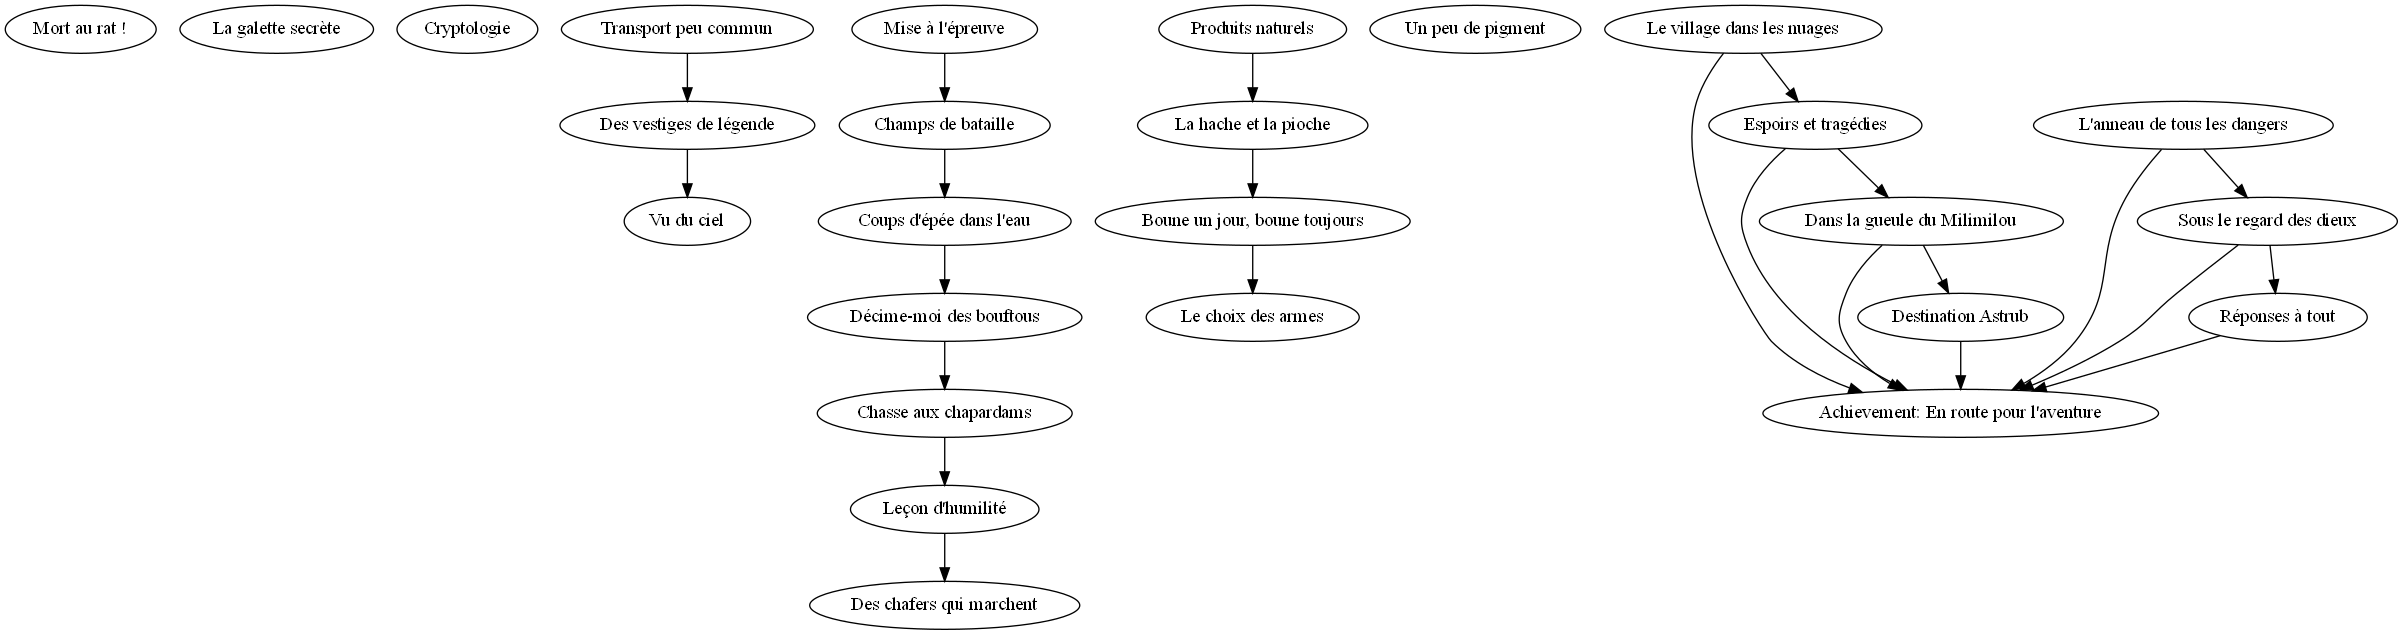 Mort au rat !
La galette secrète
Cryptologie
Transport peu commun
Mise à l'épreuve
Produits naturels
Un peu de pigment
Le village dans les nuages
Des vestiges de légende
Champs de bataille
La hache et la pioche
Espoirs et tragédies
L'anneau de tous les dangers
Vu du ciel
Coups d'épée dans l'eau
Boune un jour, boune toujours
Dans la gueule du Milimilou
Sous le regard des dieux
Décime-moi des bouftous
Le choix des armes
Destination Astrub
Réponses à tout
Chasse aux chapardams
Achievement: En route pour l'aventure
Leçon d'humilité
Des chafers qui marchent